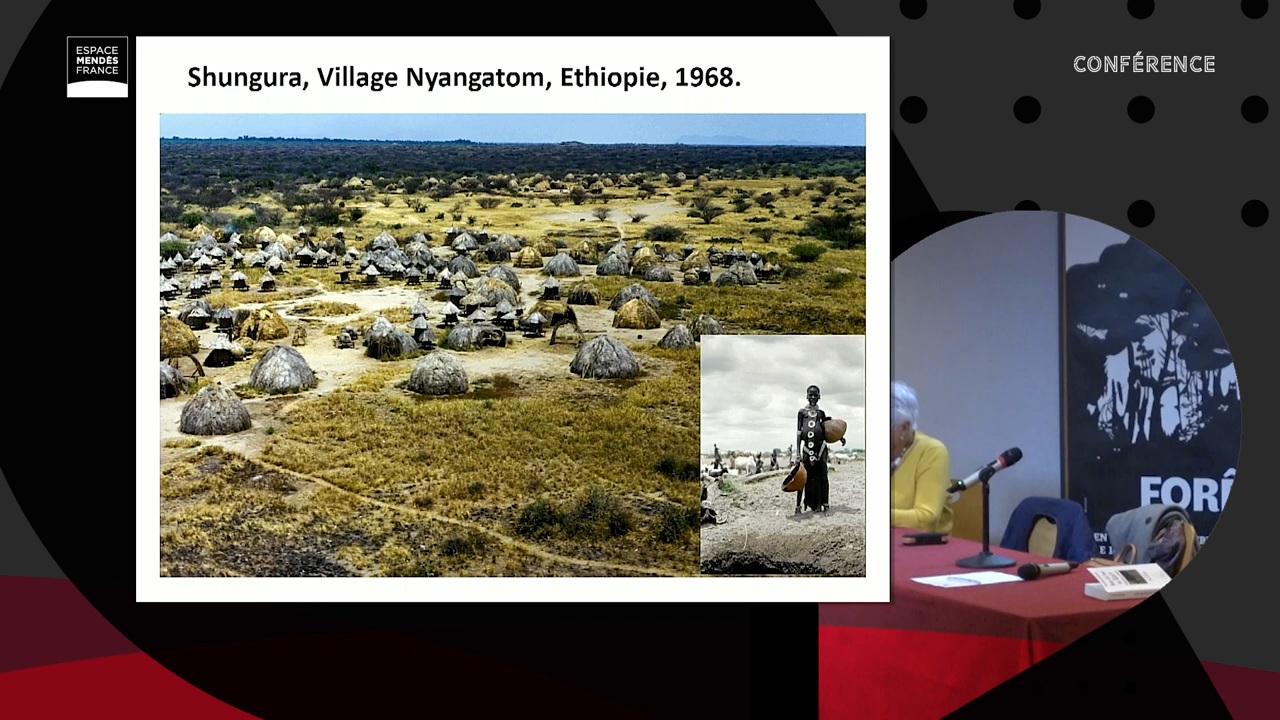 ESPACE
MENDÈS
FRANCE
Shungura, Village Nyangatom, Ethiopie, 1968.
CONFÉRENCE
FORÊ